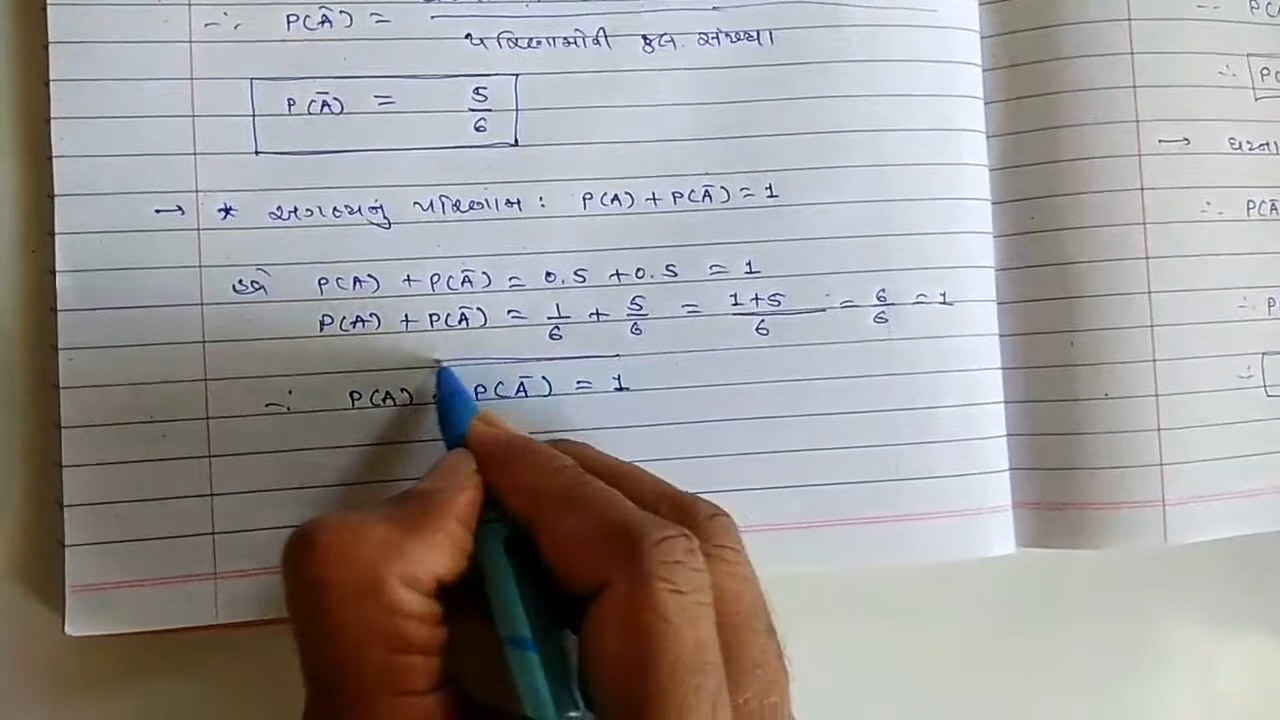 ∴ P(Ā) =
પરિણામોની કુલ સંખ્યા
P(Ā) = 5/6
→ * અગત્યનું પરિણામ : P(A) + P(Ā) = 1
હવે P(A) + P(Ā) = 0.5 + 0.5 = 1
P(A) + P(Ā) = 1/6 + 5/6 = 1+5/6 = 6/6 = 1
∴ P(A) P(Ā) = 1
∴
→ ઘટના
∴ P(Ā
∴ P
∴